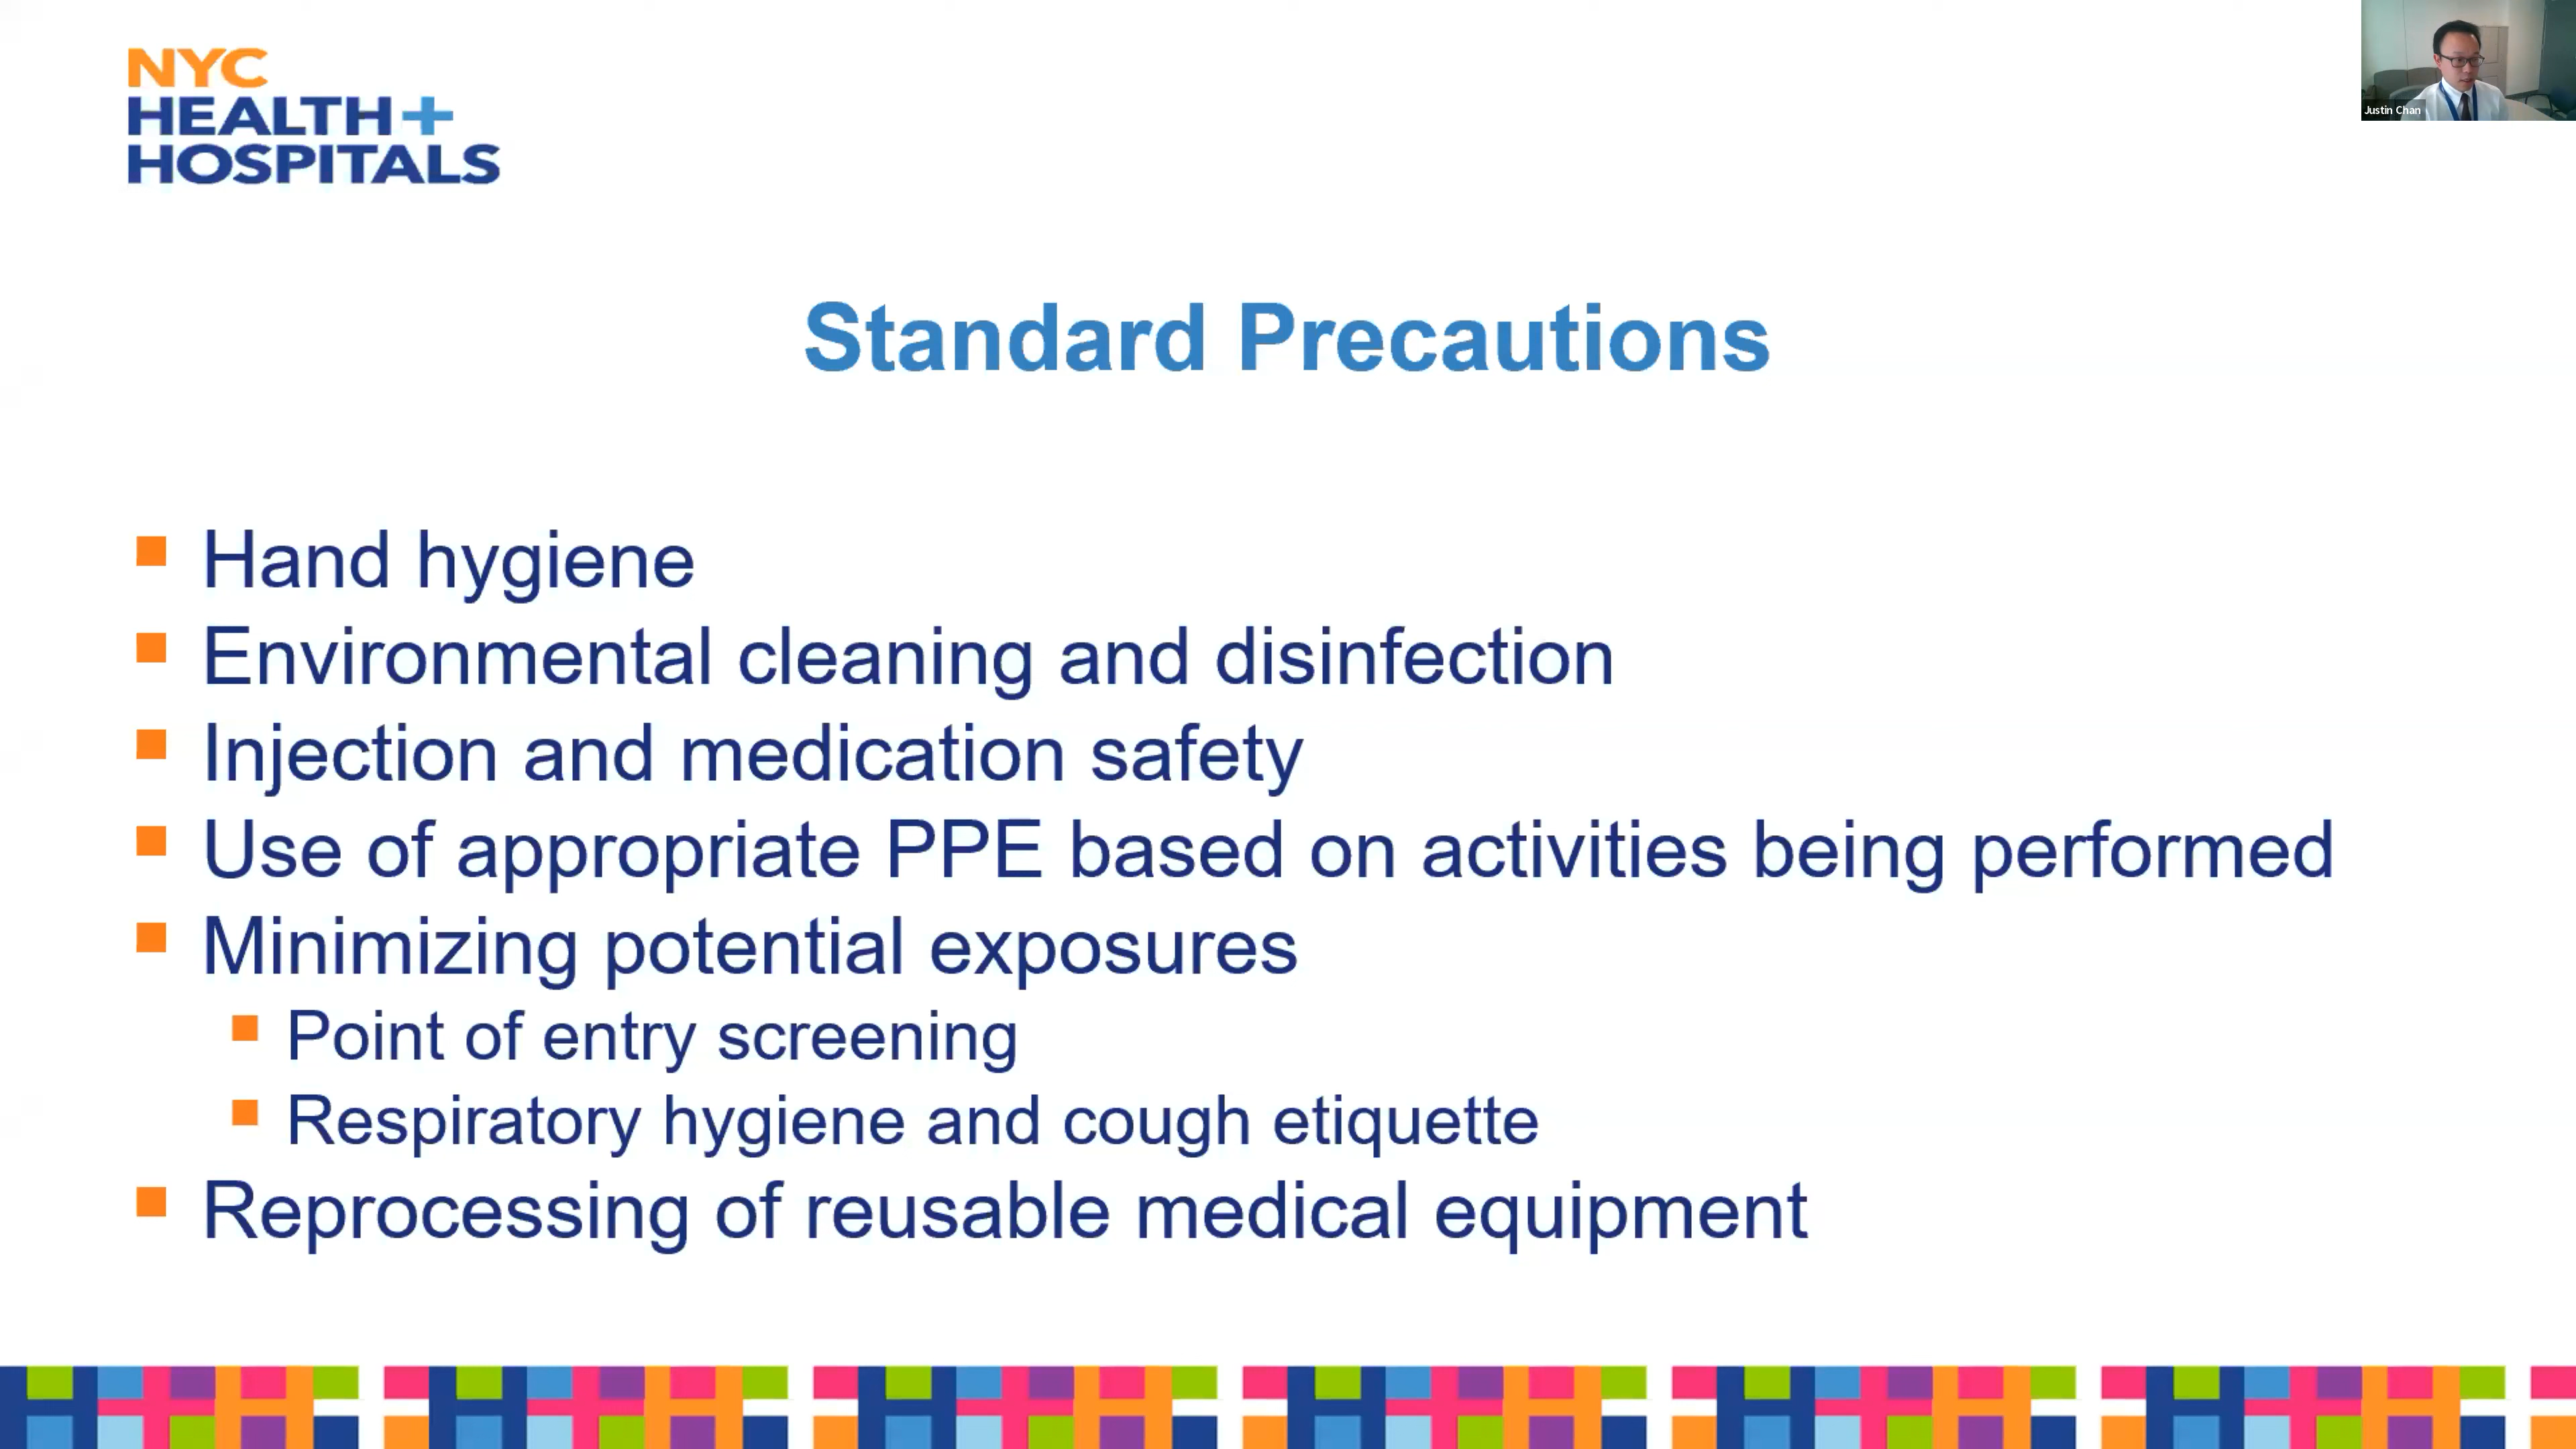 NYC
HEALTH+
HOSPITALS
Justin Chan
Standard Precautions
Hand hygiene
Environmental cleaning and disinfection
Injection and medication safety
Use of appropriate PPE based on activities being performed
Minimizing potential exposures
Point of entry screening
Respiratory hygiene and cough etiquette
Reprocessing of reusable medical equipment